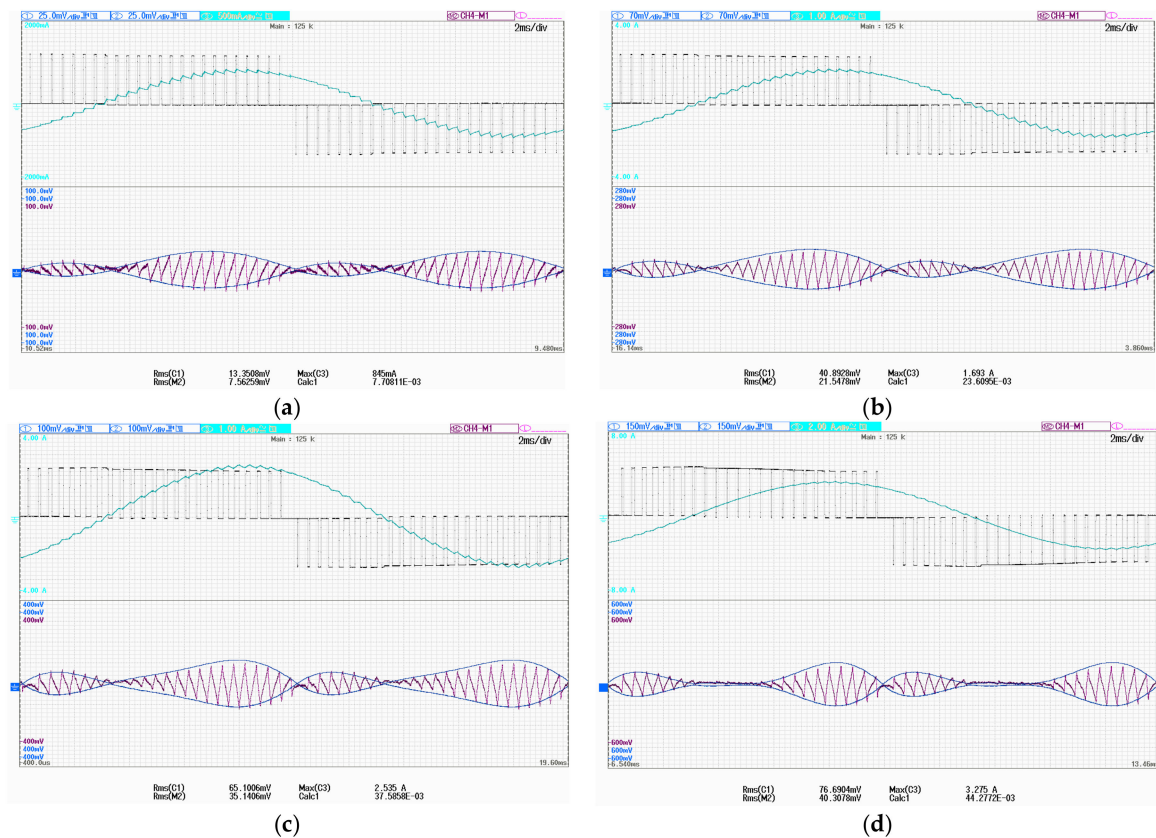 25.0mV/div 25.0mV/div 500mA/div CH4-M1
2000mA Main : 125 k 2ms/div
2000mA
100.0mV
100.0mV
100.0mV
100.0mV
100.0mV
100.0mV
-10.52ms 9.480ms
Rms(C1) 13.3508mV Max(C3) 845mA
Rms(M2) 7.56259mV Calc1 7.70811E-03
(a)
70mV/div 70mV/div 1.00 A/div CH4-M1
4.00 A Main : 125 k 2ms/div
4.00 A
280mV
280mV
280mV
280mV
280mV
280mV
-16.14ms 3.860ms
Rms(C1) 40.8928mV Max(C3) 1.693 A
Rms(M2) 21.5478mV Calc1 23.6095E-03
(b)
100mV/div 100mV/div 1.00 A/div CH4-M1
4.00 A Main : 125 k 2ms/div
-4.00 A
400mV
400mV
400mV
400mV
400mV
400mV
-400.0us 19.60ms
Rms(C1) 65.1006mV Max(C3) 2.535 A
Rms(M2) 35.1406mV Calc1 37.5858E-03
(c)
150mV/div 150mV/div 2.00 A/div CH4-M1
8.00 A Main : 125 k 2ms/div
8.00 A
600mV
600mV
600mV
600mV
600mV
600mV
-6.540ms 13.46m
Rms(C1) 76.6904mV Max(C3) 3.275 A
Rms(M2) 40.3078mV Calc1 44.2772E-03
(d)